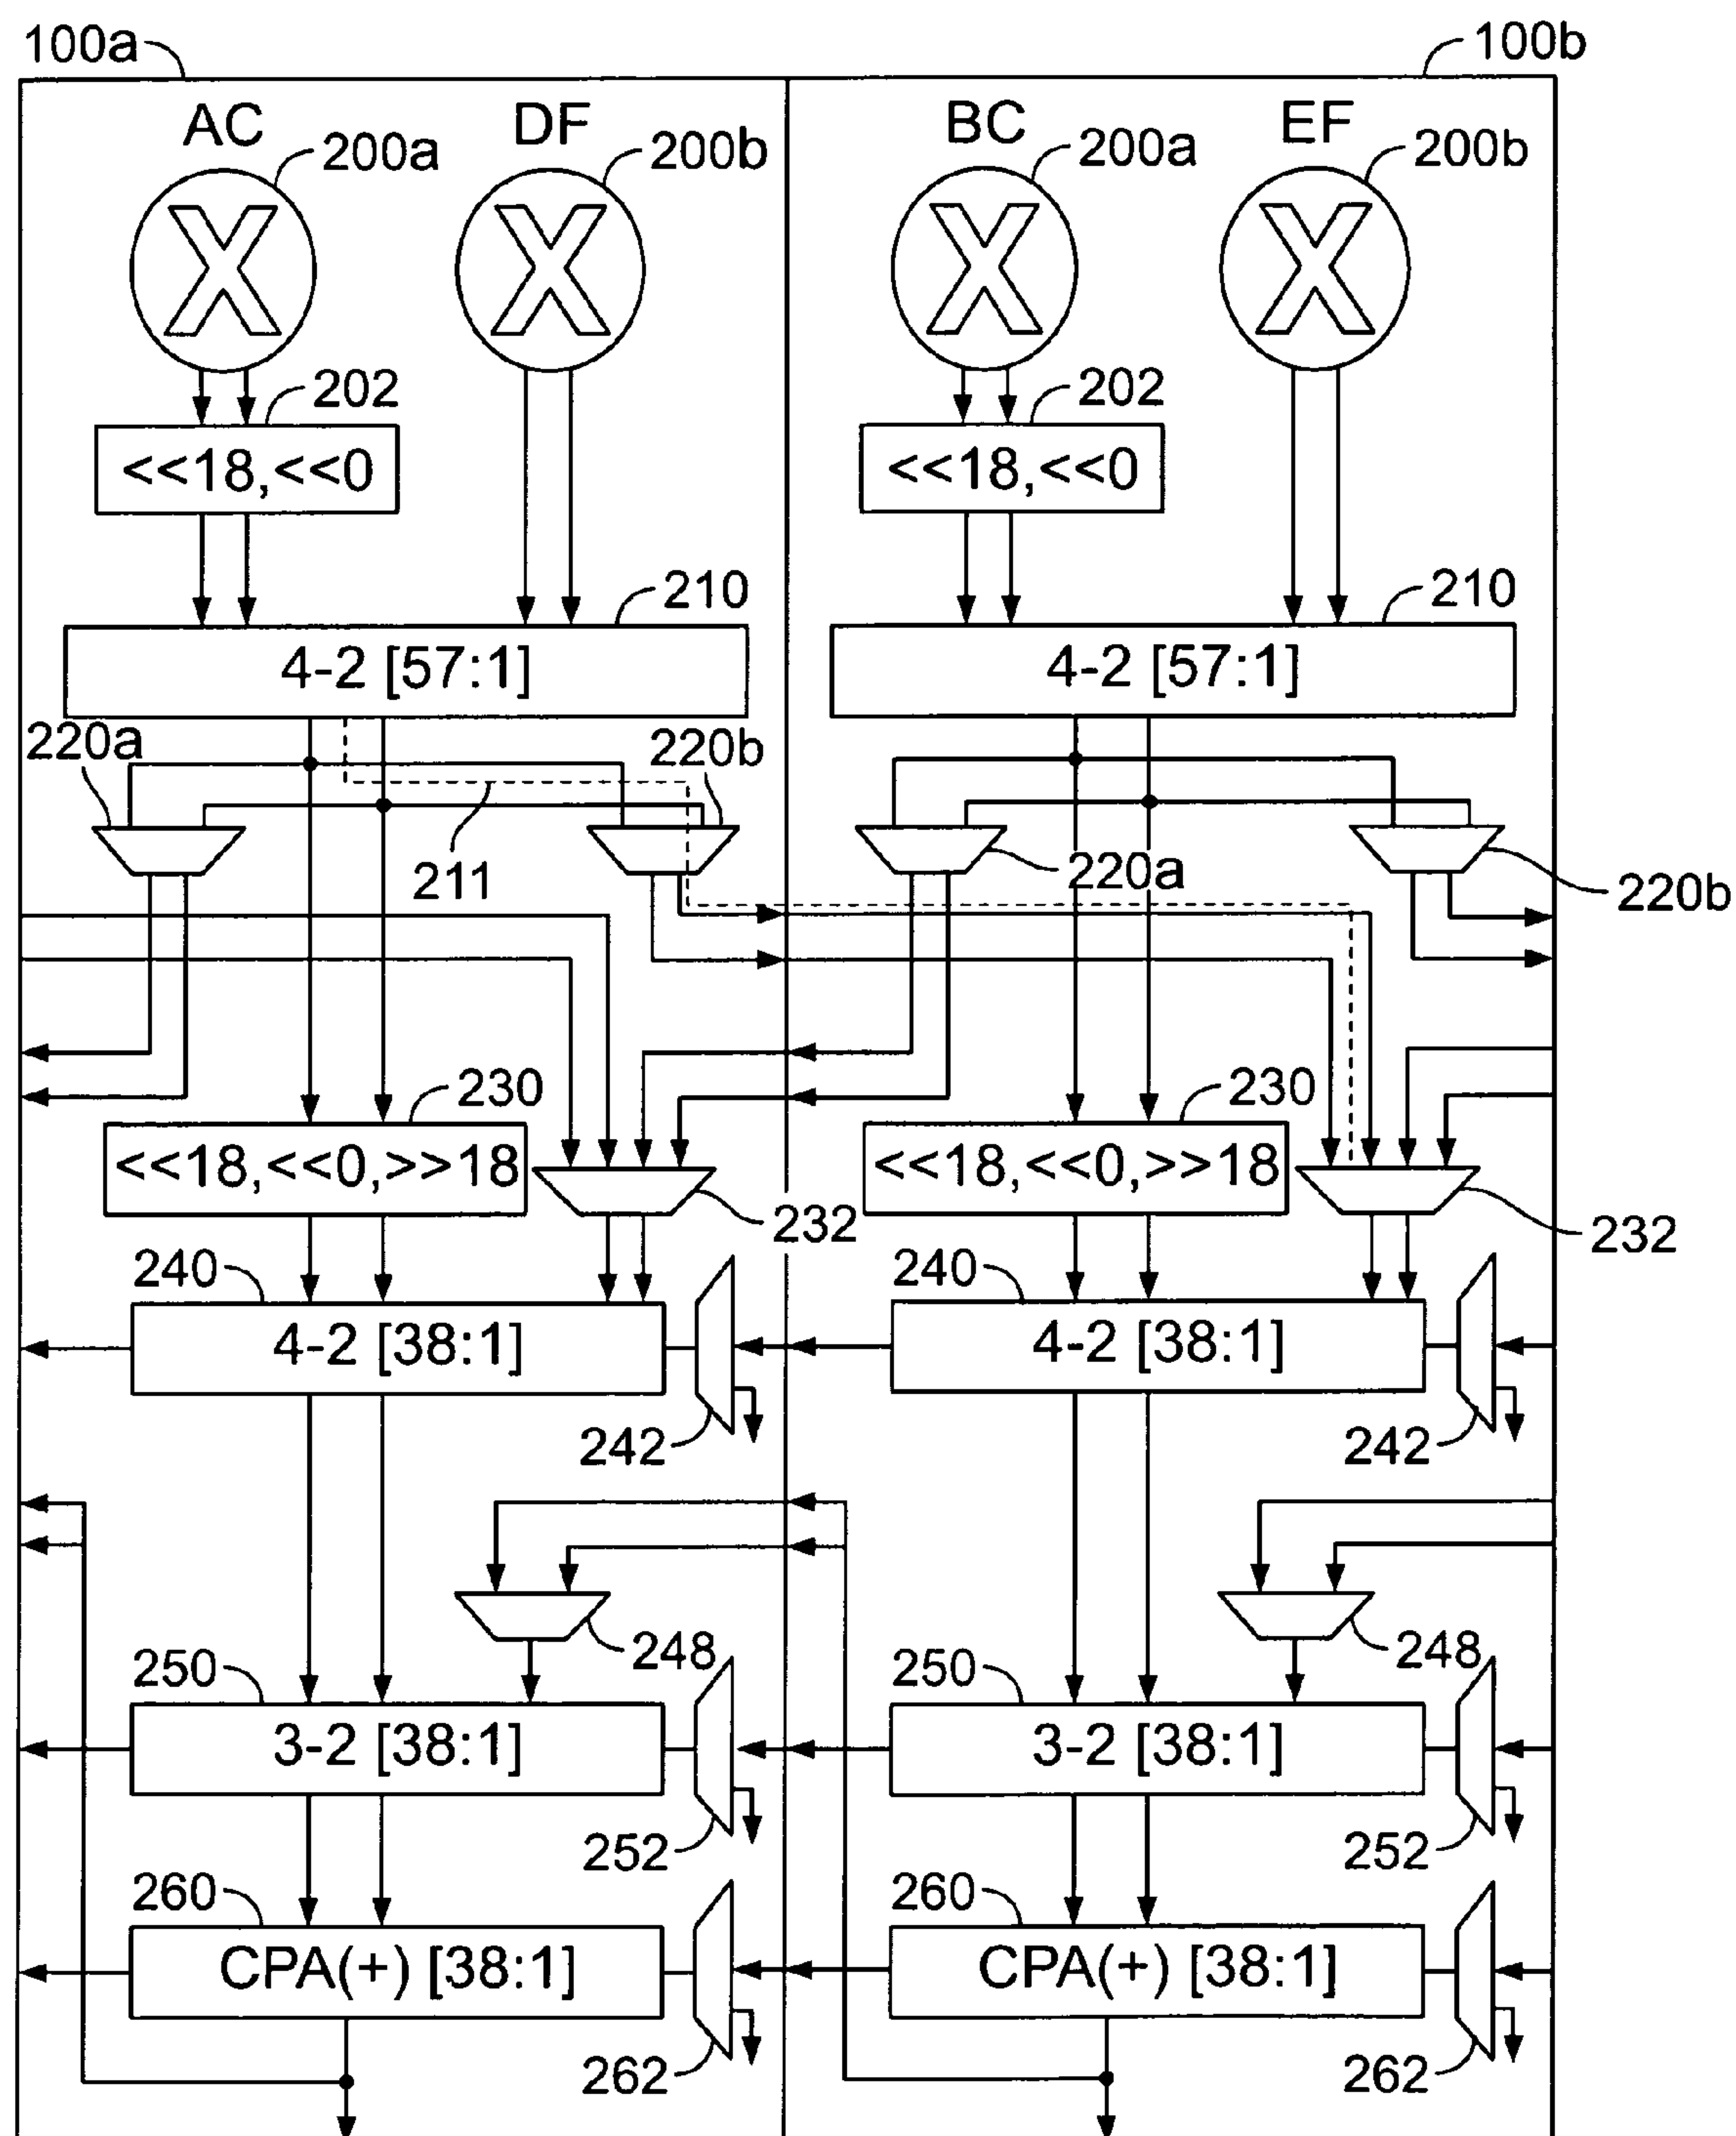 100a 100b
AC DF BC EF
200a 200b 200a 200b
X X X X
202 202
<<18,<<0 <<18,<<0
210 210
4-2 [57:1] 4-2 [57:1]
220a 220b
211 220a 220b
230 230
<<18,<<0,>>18 <<18,<<0,>>18
232 232
240 240
4-2 [38:1] 4-2 [38:1]
242 242
248 248
250 250
3-2 [38:1] 3-2 [38:1]
252 252
260 260
CPA(+) [38:1] CPA(+) [38:1]
262 262